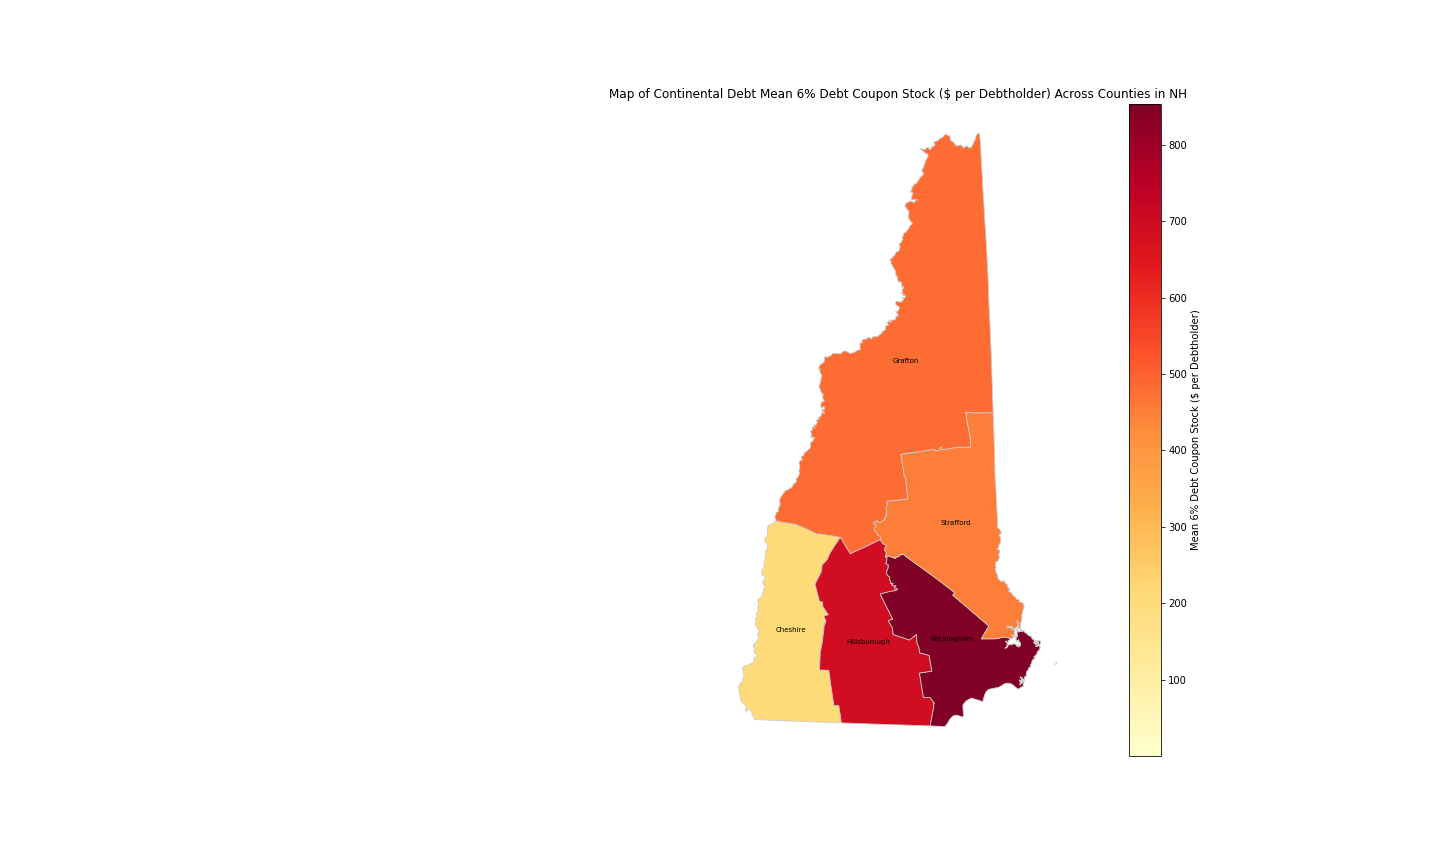 Map of Continental Debt Mean 6% Debt Coupon Stock ($ per Debtholder) Across Counties in NH
800
700
600
500
400
300
200
100
Mean 6% Debt Coupon Stock ($ per Debtholder)
Grafton
Strafford
Cheshire
Hillsborough
Rockingham